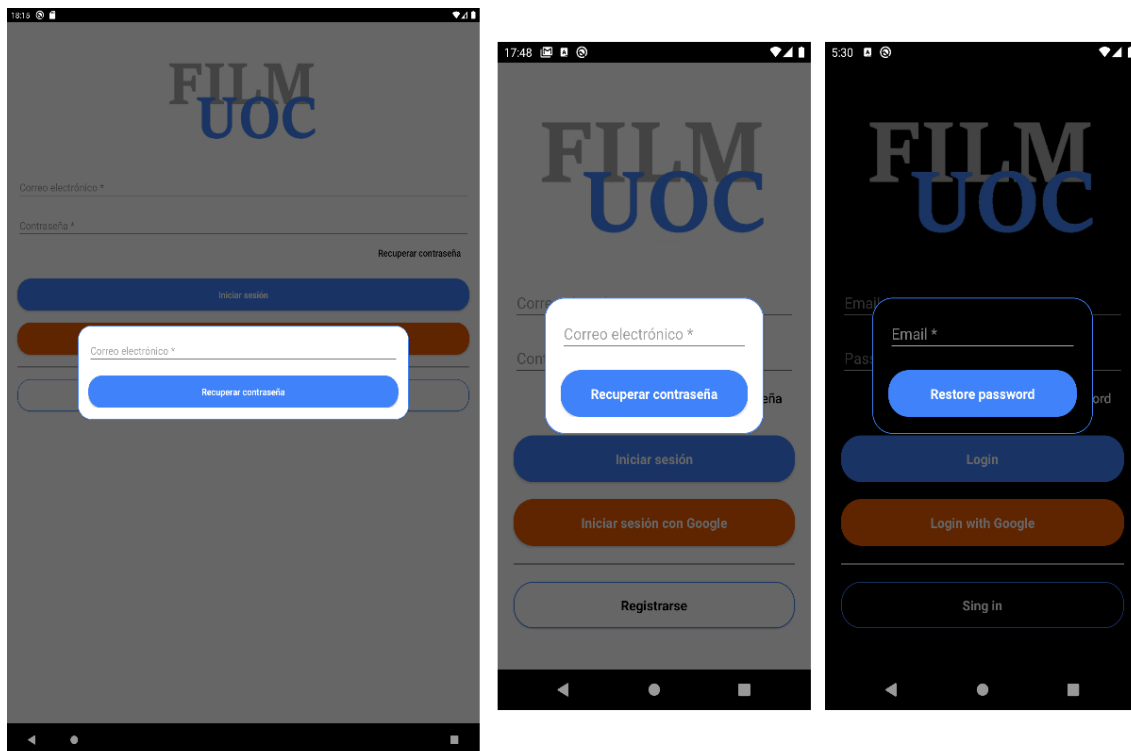 18:15
FILM
UOC
Correo electrónico *
Contraseña *
Recuperar contraseña
Iniciar sesión
Correo electrónico *
Recuperar contraseña
17:48
FILM
UOC
Corre
Correo electrónico *
Con
Recuperar contraseña
eña
Iniciar sesión
Iniciar sesión con Google
Registrarse
5:30
FILM
UOC
Email
Email *
Pass
Restore password
ord
Login
Login with Google
Sing in